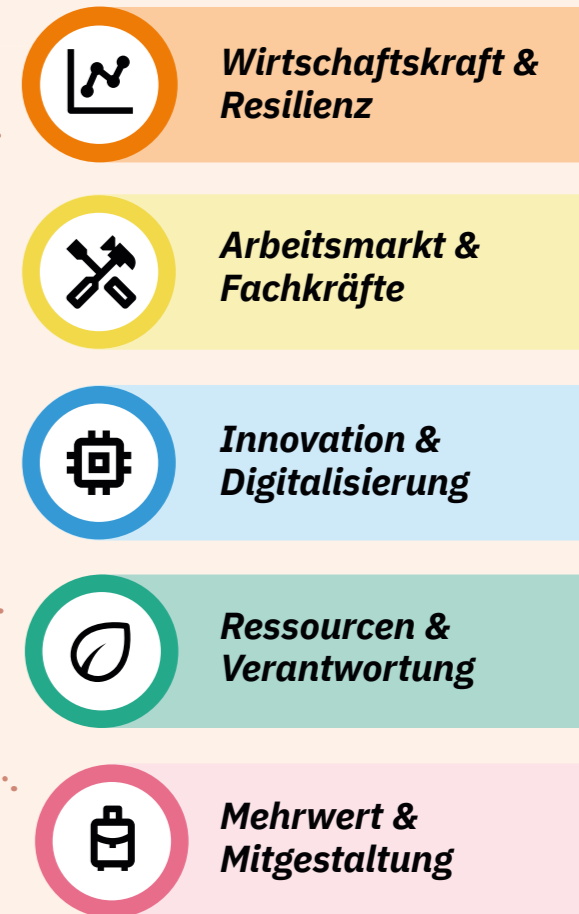 Wirtschaftskraft &
Resilienz
Arbeitsmarkt &
Fachkräfte
Innovation &
Digitalisierung
Ressourcen &
Verantwortung
Mehrwert &
Mitgestaltung